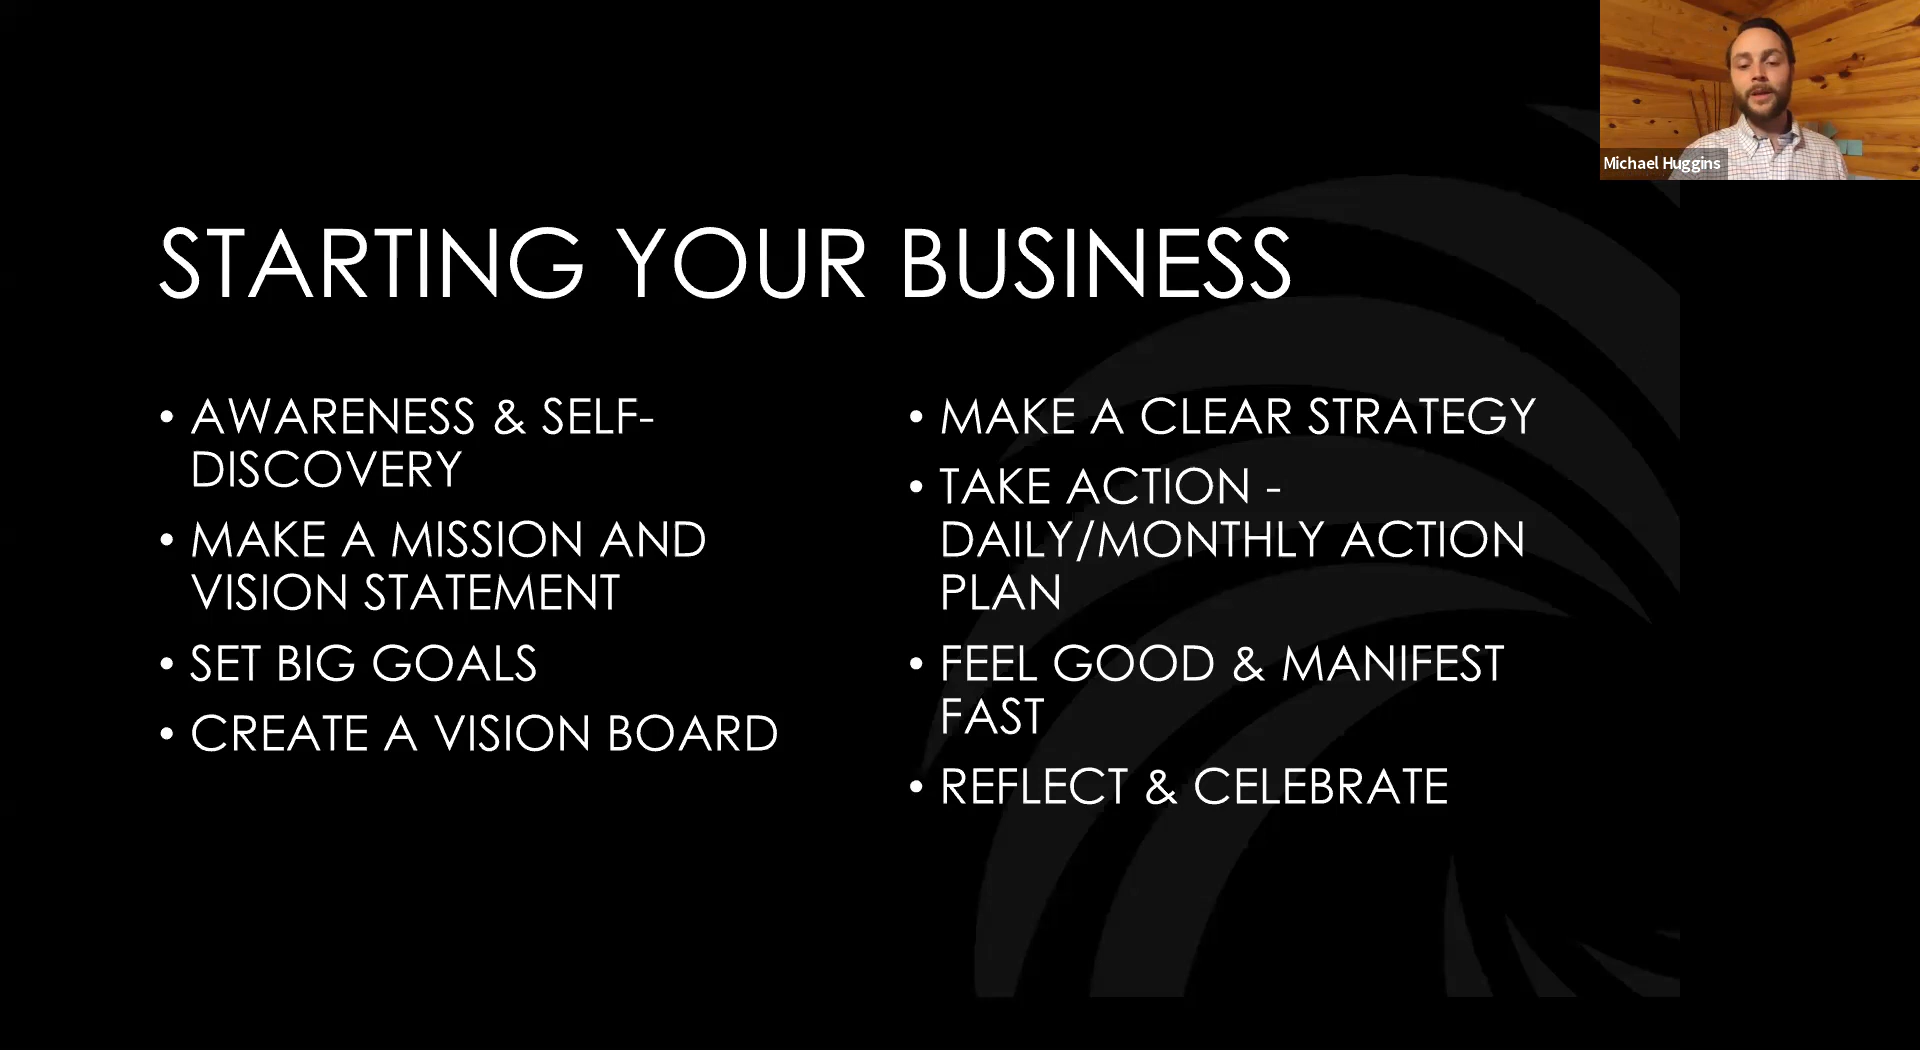 Michael Huggins
STARTING YOUR BUSINESS
• AWARENESS & SELF-
DISCOVERY
• MAKE A MISSION AND
VISION STATEMENT
• SET BIG GOALS
• CREATE A VISION BOARD
• MAKE A CLEAR STRATEGY
• TAKE ACTION -
DAILY/MONTHLY ACTION
PLAN
• FEEL GOOD & MANIFEST
FAST
• REFLECT & CELEBRATE